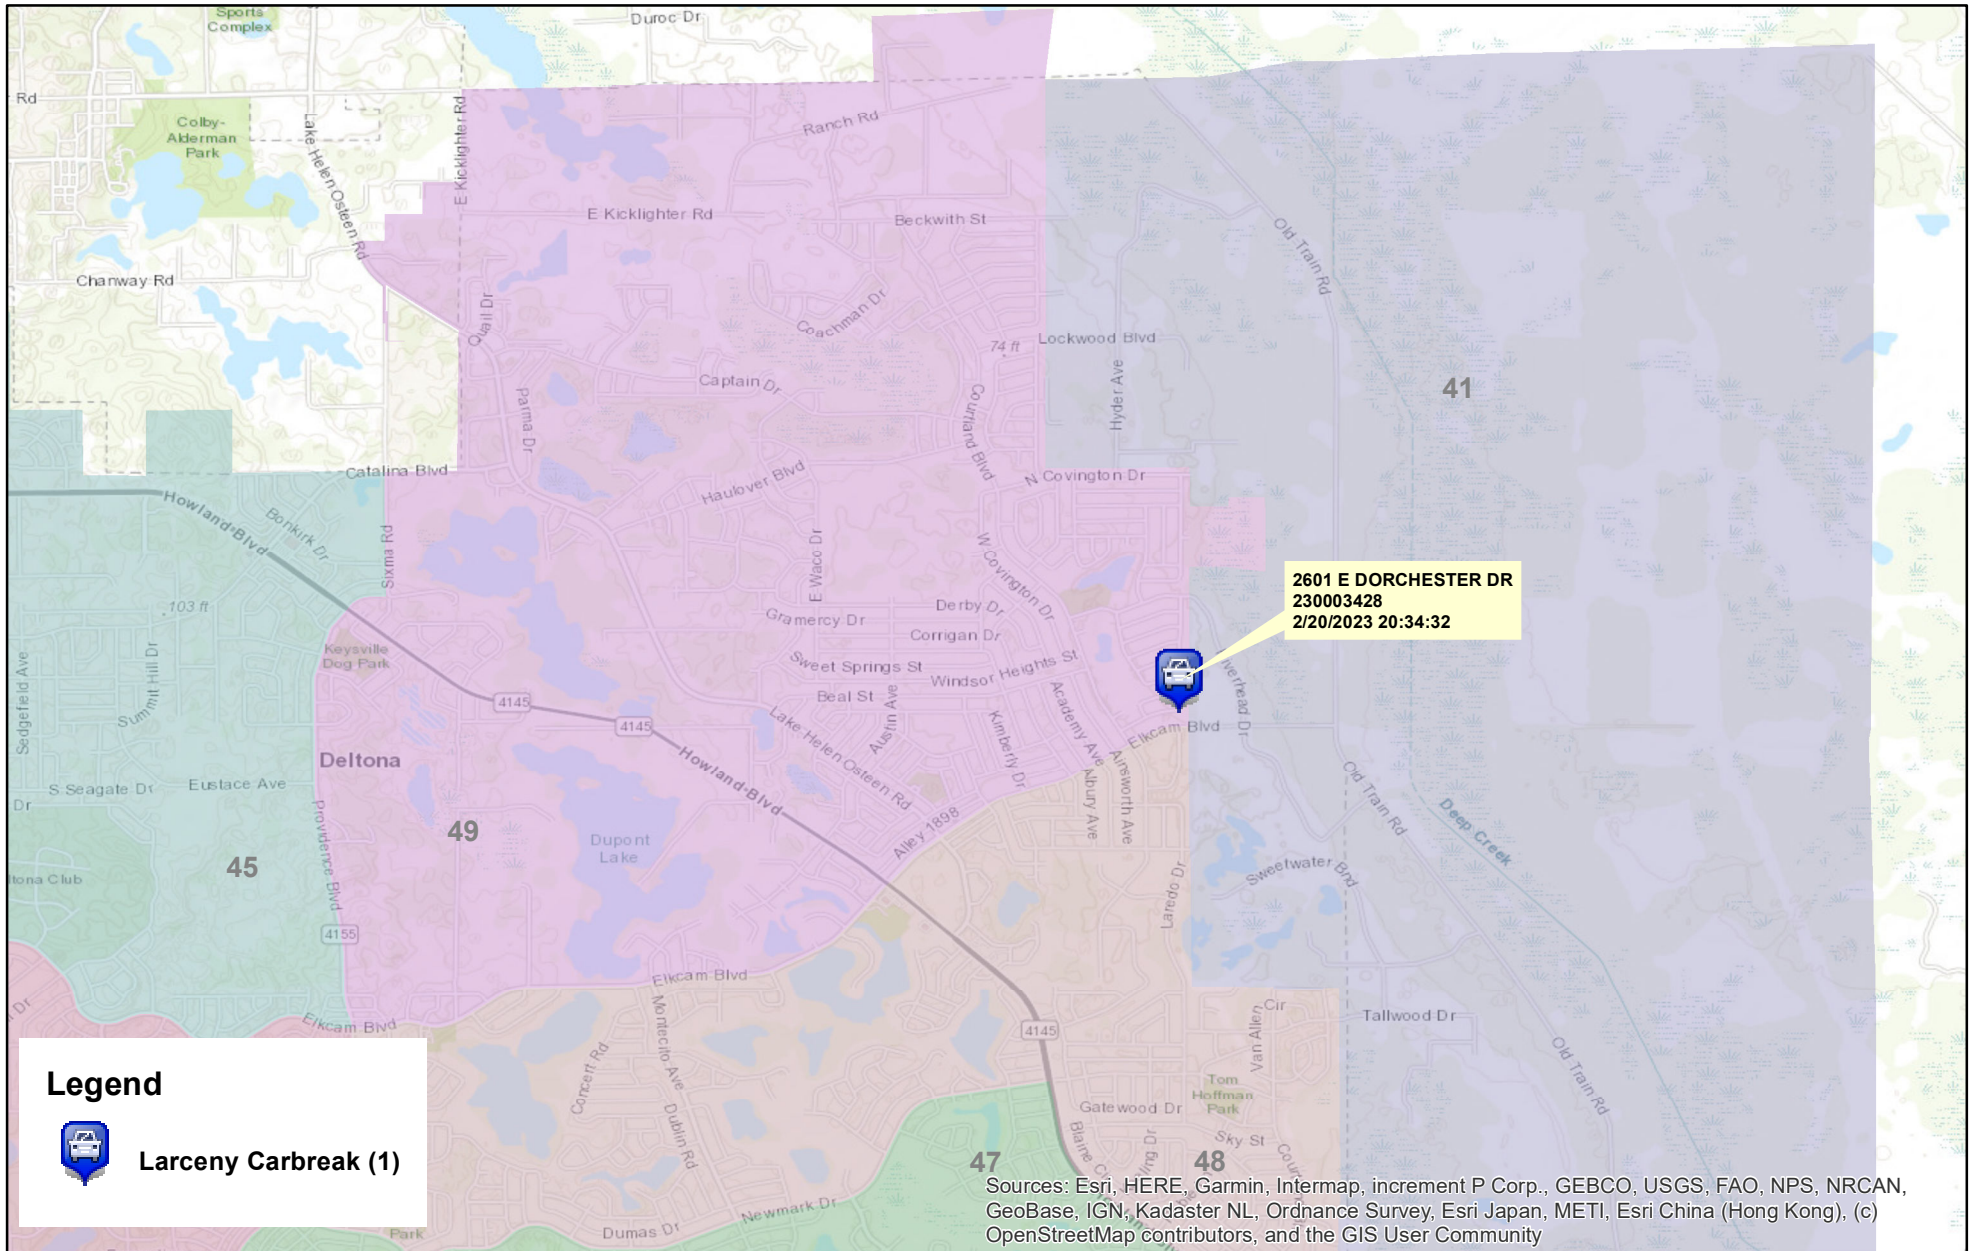 Sports
Complex
Duroc Dr
Rd
Colby-
Alderman
Park
Lake Helen Osteen Rd
E Kicklighter Rd
Ranch Rd
E Kicklighter Rd
Beckwith St
Old Train Rd
Chanway Rd
Quail Dr
Coachman Dr
74 ft
Lockwood Blvd
Captain Dr
Hyder Ave
41
Parma Dr
Courtland Blvd
Catalina Blvd
Haulover Blvd
N Covington Dr
Howland Blvd
Bonkirk Dr
Sixma Rd
E Waco Dr
W Covington Dr
2601 E DORCHESTER DR
230003428
2/20/2023 20:34:32
103 ft
Derby Dr
Gramercy Dr
Corrigan Dr
Keysville
Dog Park
Sweet Springs St
Windsor Heights St
Beal St
Sedgefield Ave
Summit Hill Dr
Austin Ave
Academy Ave
4145
4145
Lake Helen Osteen Rd
Kimberly Dr
Elkcam Blvd
Howland Blvd
Deltona
Ainsworth Ave
Albury Ave
Old Train Rd
Deep Creek
S Seagate Dr
Eustace Ave
Dr
Providence Blvd
49
Dupont
Lake
Alley 1898
45
Sweetwater Bnd
Laredo Dr
4155
Elkcam Blvd
Elkcam Blvd
Montecito Ave
Concert Rd
Dublin Rd
4145
Cir
Van Allen
Tallwood Dr
Old Train Rd
Tom
Hoffman
Park
Gatewood Dr
Sky St
47
48
Newmark Dr
Dumas Dr
Park
Legend
Larceny Carbreak (1)
Sources: Esri, HERE, Garmin, Intermap, increment P Corp., GEBCO, USGS, FAO, NPS, NRCAN,
GeoBase, IGN, Kadaster NL, Ordnance Survey, Esri Japan, METI, Esri China (Hong Kong), (c)
OpenStreetMap contributors, and the GIS User Community